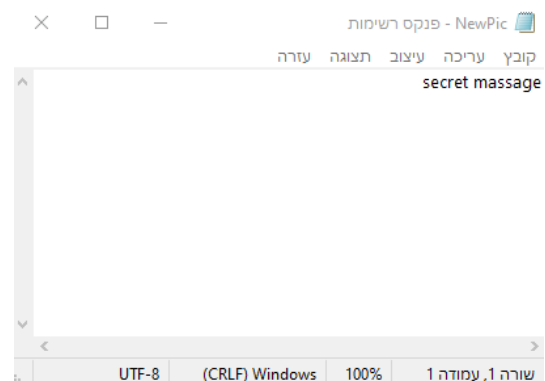 NewPic - פנקס רשימות
קובץ עריכה עיצוב תצוגה עזרה
secret massage
שורה 1, עמודה 1 100% (CRLF) Windows UTF-8